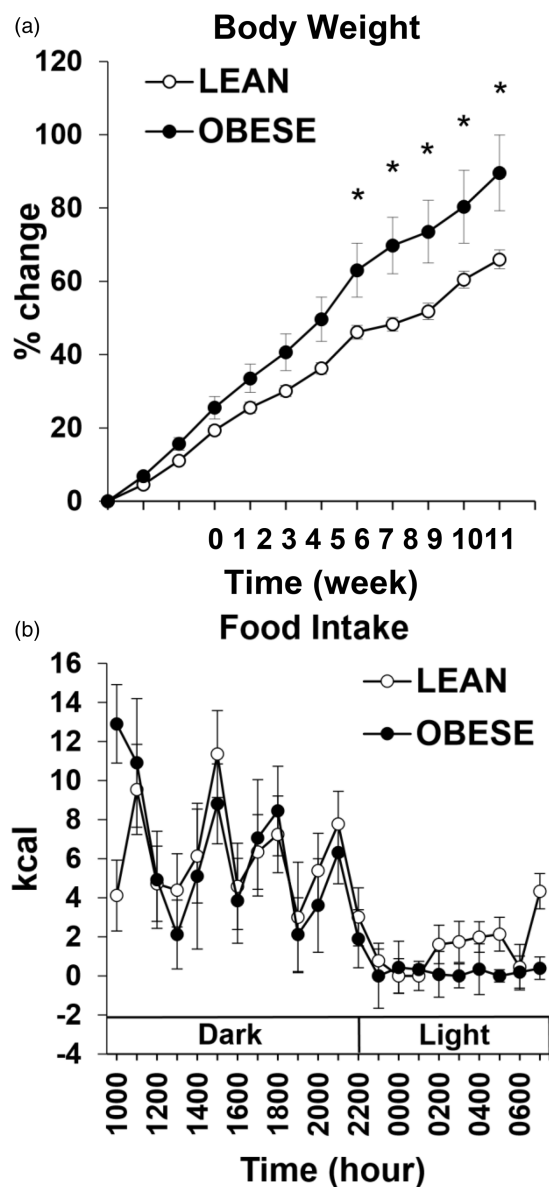 (a)
Body Weight
LEAN
OBESE
120
100
80
60
40
20
0
% change
* * * * *
0 1 2 3 4 5 6 7 8 9 10 11
Time (week)
(b)
Food Intake
LEAN
OBESE
16
14
12
10
8
6
4
2
0
-2
-4
kcal
Dark Light
1000 1200 1400 1600 1800 2000 2200 0000 0200 0400 0600
Time (hour)